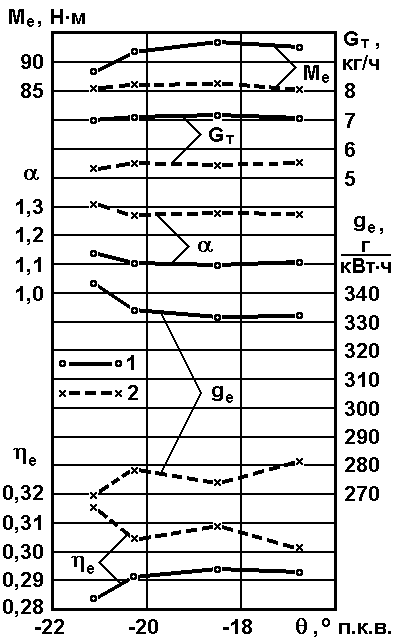 Mₑ, Н·м
Gт,
кг/ч
90
85
Mₑ
8
7
Gт
6
5
α
1,3
1,2
α
1,1
1,0
gₑ,
г
кВт·ч
340
330
320
310
300
290
280
270
1
2
gₑ
ηₑ
0,32
0,31
0,30
ηₑ
0,29
0,28
-22 -20 -18 θ,° п.к.в.